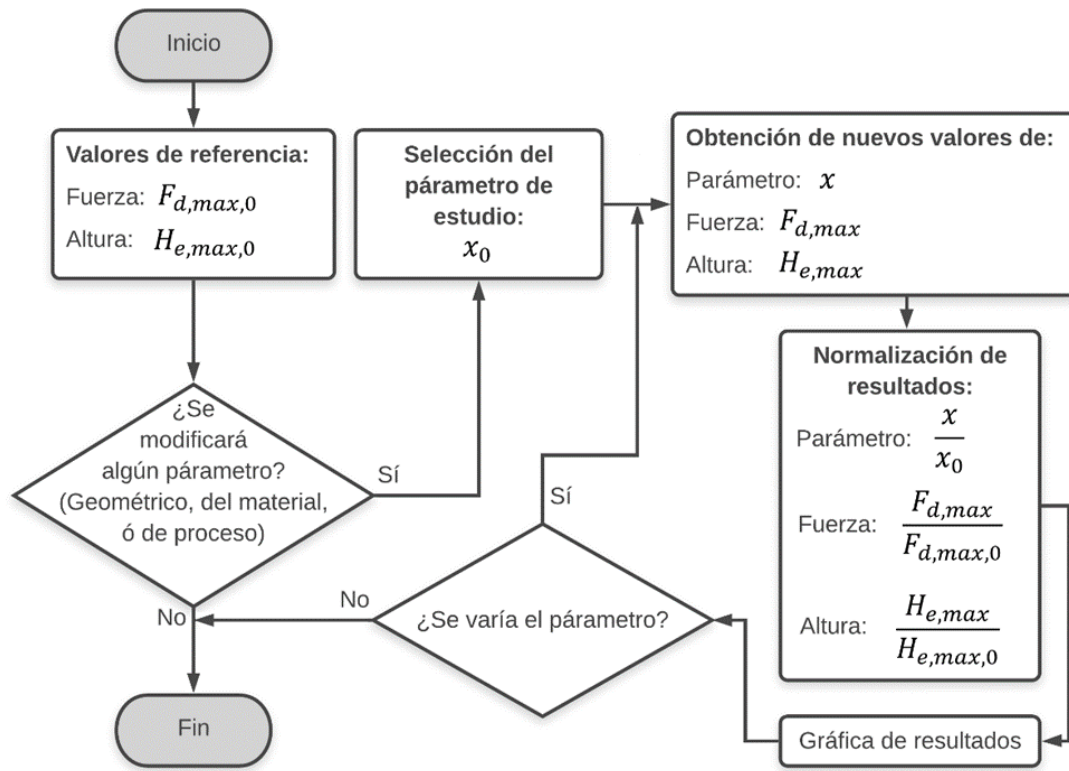 Inicio
Valores de referencia:
Fuerza: F_{d,max,0}
Altura: H_{e,max,0}
¿Se
modificará
algún párametro?
(Geométrico, del material,
ó de proceso)
Sí
No
Selección del
párametro de
estudio:
x_0
Obtención de nuevos valores de:
Parámetro: x
Fuerza: F_{d,max}
Altura: H_{e,max}
Normalización de
resultados:
Parámetro: x/x_0
Fuerza: F_{d,max}/F_{d,max,0}
Altura: H_{e,max}/H_{e,max,0}
Gráfica de resultados
¿Se varía el párametro?
Sí
No
Fin